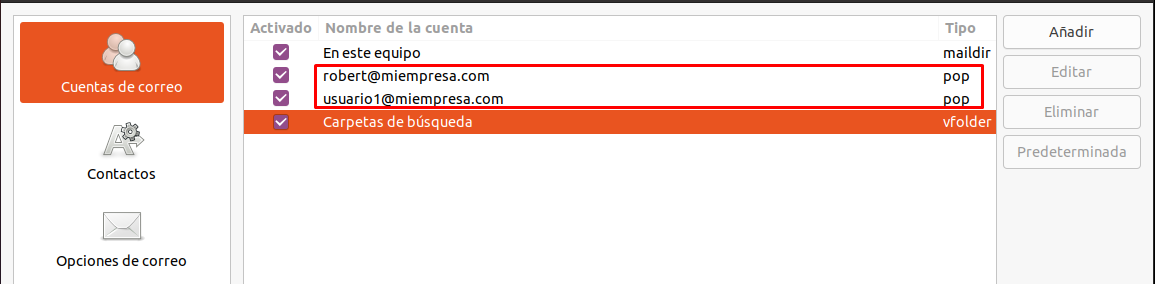 Cuentas de correo
Contactos
Opciones de correo
Activado Nombre de la cuenta Tipo
En este equipo maildir
robert@miempresa.com pop
usuario1@miempresa.com pop
Carpetas de búsqueda vfolder
Añadir
Editar
Eliminar
Predeterminada